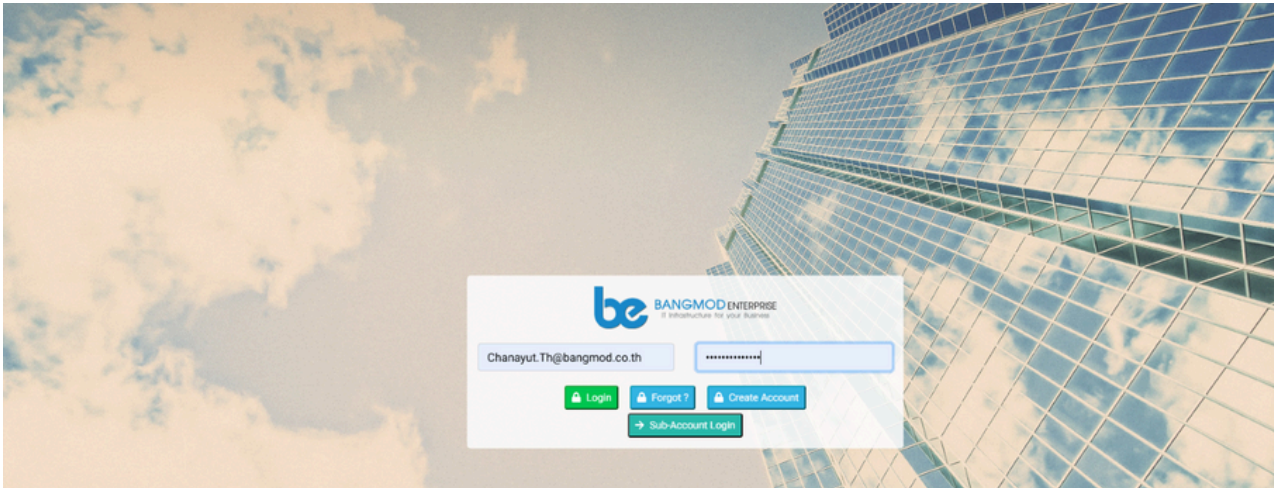 be BANGMOD ENTERPRISE
IT Infrastructure for your Business
Chanayut.Th@bangmod.co.th
••••••••••••••
Login Forgot ? Create Account
Sub-Account Login